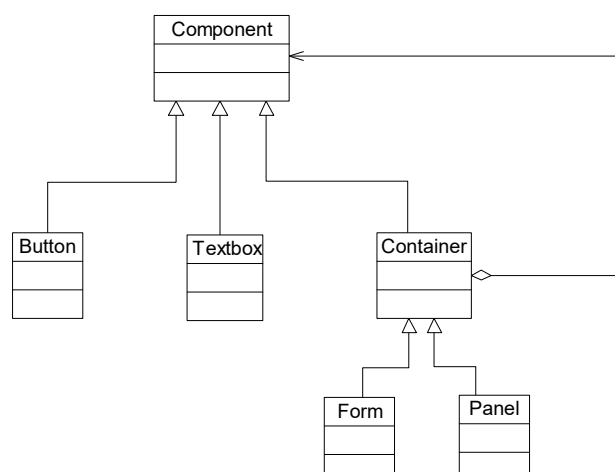 Component
Button
Textbox
Container
Form
Panel